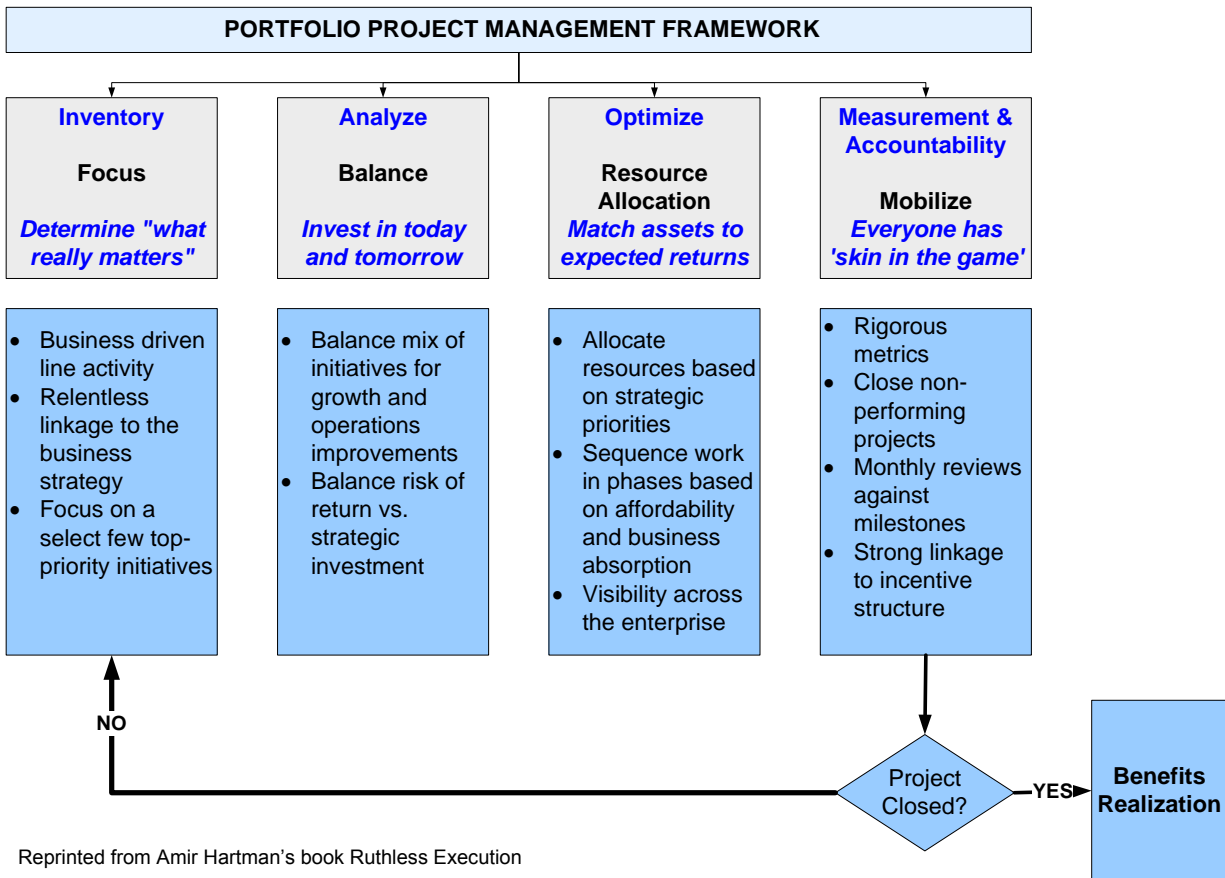 PORTFOLIO PROJECT MANAGEMENT FRAMEWORK
Inventory
Focus
Determine "what
really matters"
Analyze
Balance
Invest in today
and tomorrow
Optimize
Resource
Allocation
Match assets to
expected returns
Measurement &
Accountability
Mobilize
Everyone has
'skin in the game'
• Business driven
line activity
• Relentless
linkage to the
business
strategy
• Focus on a
select few top-
priority initiatives
• Balance mix of
initiatives for
growth and
operations
improvements
• Balance risk of
return vs.
strategic
investment
• Allocate
resources based
on strategic
priorities
• Sequence work
in phases based
on affordability
and business
absorption
• Visibility across
the enterprise
• Rigorous
metrics
• Close non-
performing
projects
• Monthly reviews
against
milestones
• Strong linkage
to incentive
structure
NO
Project
Closed?
YES
Benefits
Realization
Reprinted from Amir Hartman’s book Ruthless Execution